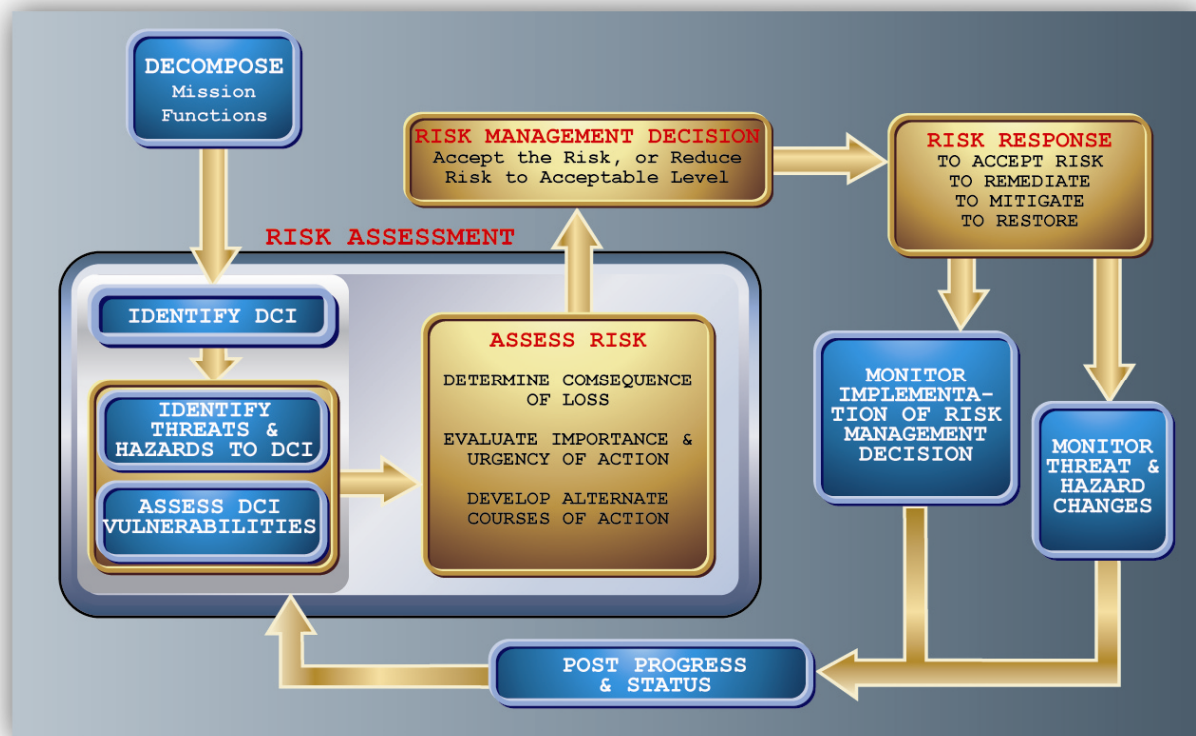 DECOMPOSE
Mission
Functions
RISK MANAGEMENT DECISION
Accept the Risk, or Reduce
Risk to Acceptable Level
RISK RESPONSE
TO ACCEPT RISK
TO REMEDIATE
TO MITIGATE
TO RESTORE
RISK ASSESSMENT
IDENTIFY DCI
IDENTIFY
THREATS &
HAZARDS TO DCI
ASSESS DCI
VULNERABILITIES
ASSESS RISK
DETERMINE COMSEQUENCE
OF LOSS
EVALUATE IMPORTANCE &
URGENCY OF ACTION
DEVELOP ALTERNATE
COURSES OF ACTION
MONITOR
IMPLEMENTA-
TION OF RISK
MANAGEMENT
DECISION
MONITOR
THREAT &
HAZARD
CHANGES
POST PROGRESS
& STATUS